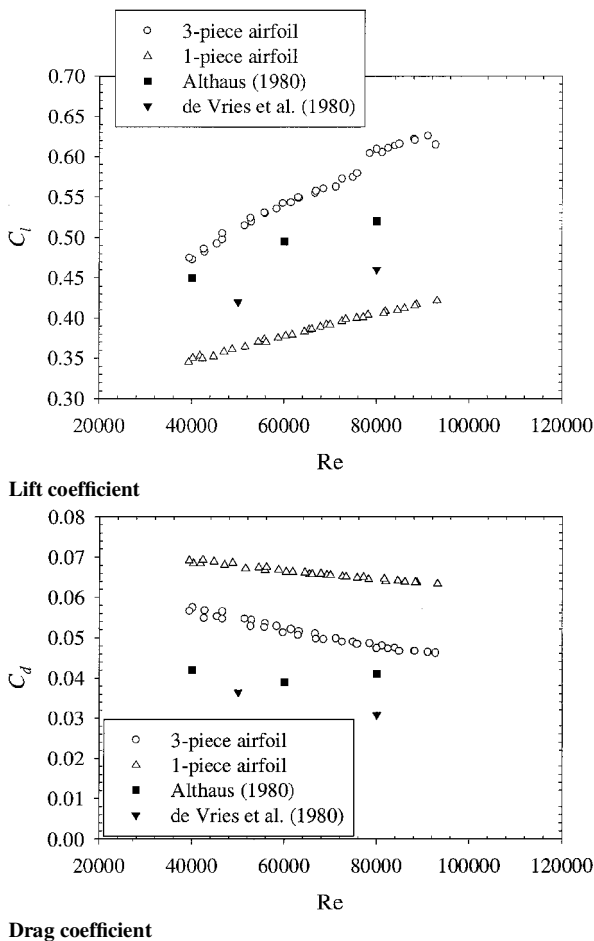 3-piece airfoil
1-piece airfoil
Althaus (1980)
de Vries et al. (1980)
0.70
0.65
0.60
0.55
0.50
0.45
0.40
0.35
0.30
C_l
20000 40000 60000 80000 100000 120000
Re
Lift coefficient
0.08
0.07
0.06
0.05
0.04
0.03
0.02
0.01
0.00
C_d
3-piece airfoil
1-piece airfoil
Althaus (1980)
de Vries et al. (1980)
20000 40000 60000 80000 100000 120000
Re
Drag coefficient